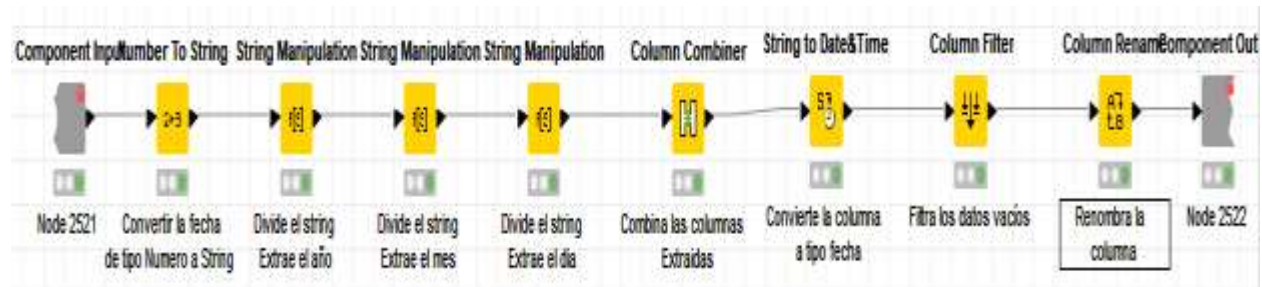 Component Input Number To String String Manipulation String Manipulation String Manipulation Column Combiner String to Date&Time Column Filter Column Rename Component Out
Node 2521
Convertir la fecha
de tipo Numero a String
Divide el string
Extrae el año
Divide el string
Extrae el mes
Divide el string
Extrae el dia
Combina las columnas
Extraidas
Convierte la columna
a tipo fecha
Filtra los datos vacios
Renombra la
columna
Node 2522